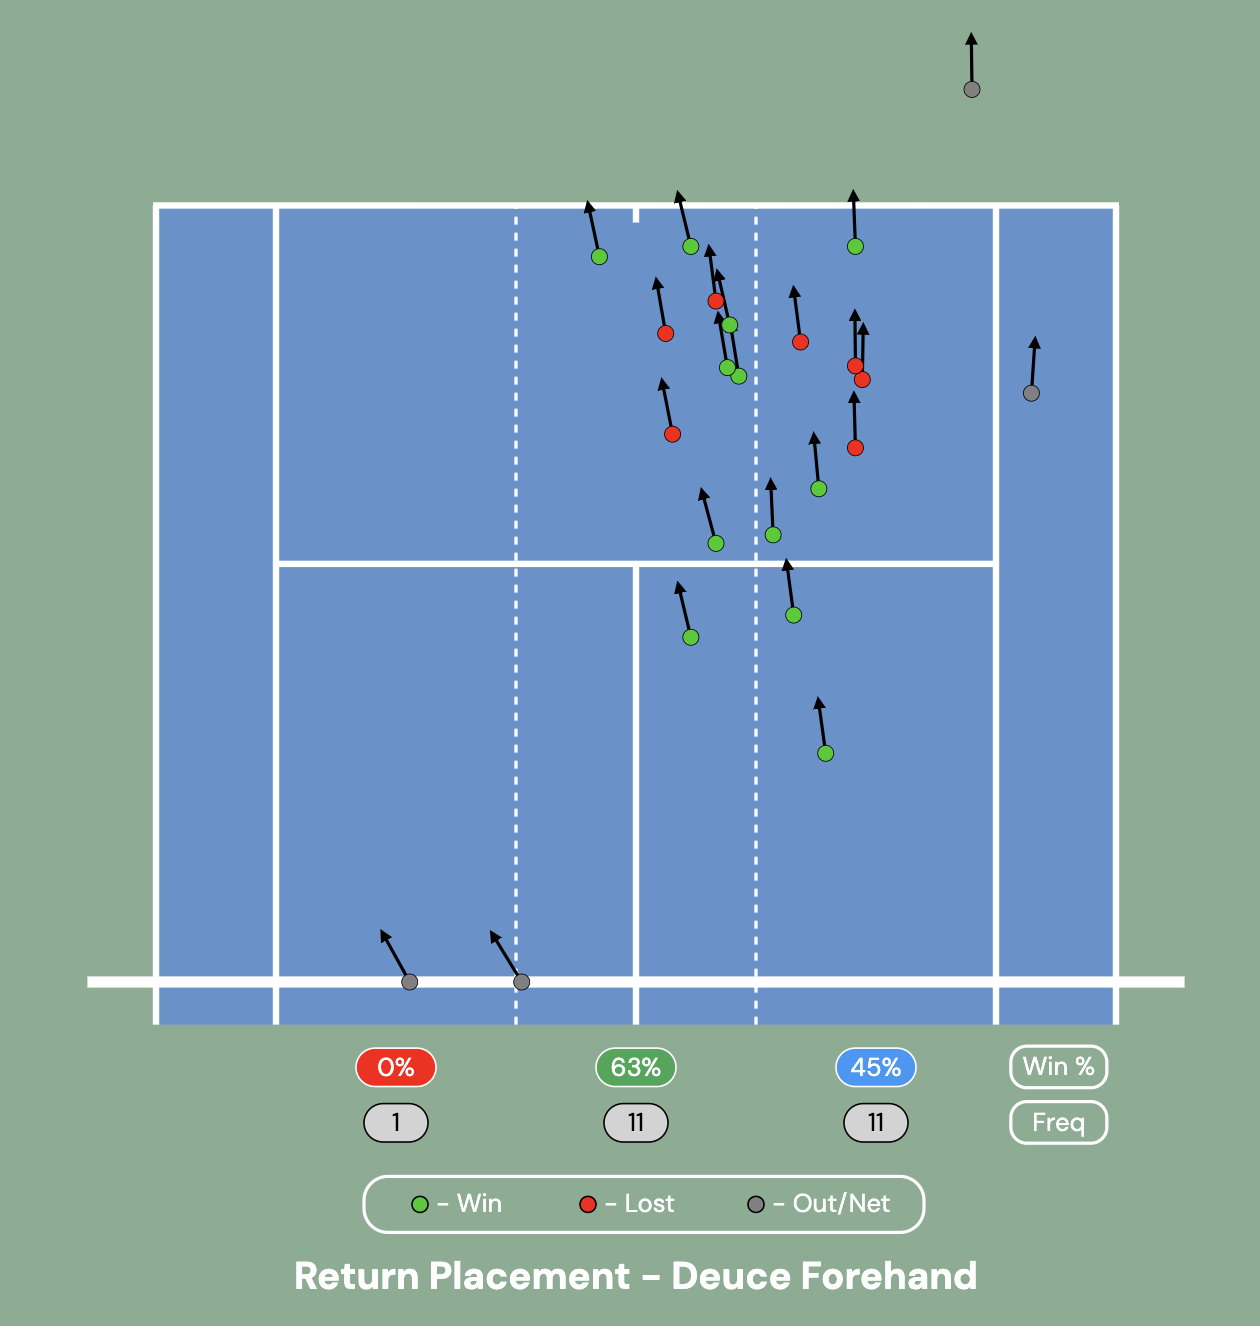 0% 63% 45% Win %
1 11 11 Freq
- Win - Lost - Out/Net
Return Placement - Deuce Forehand